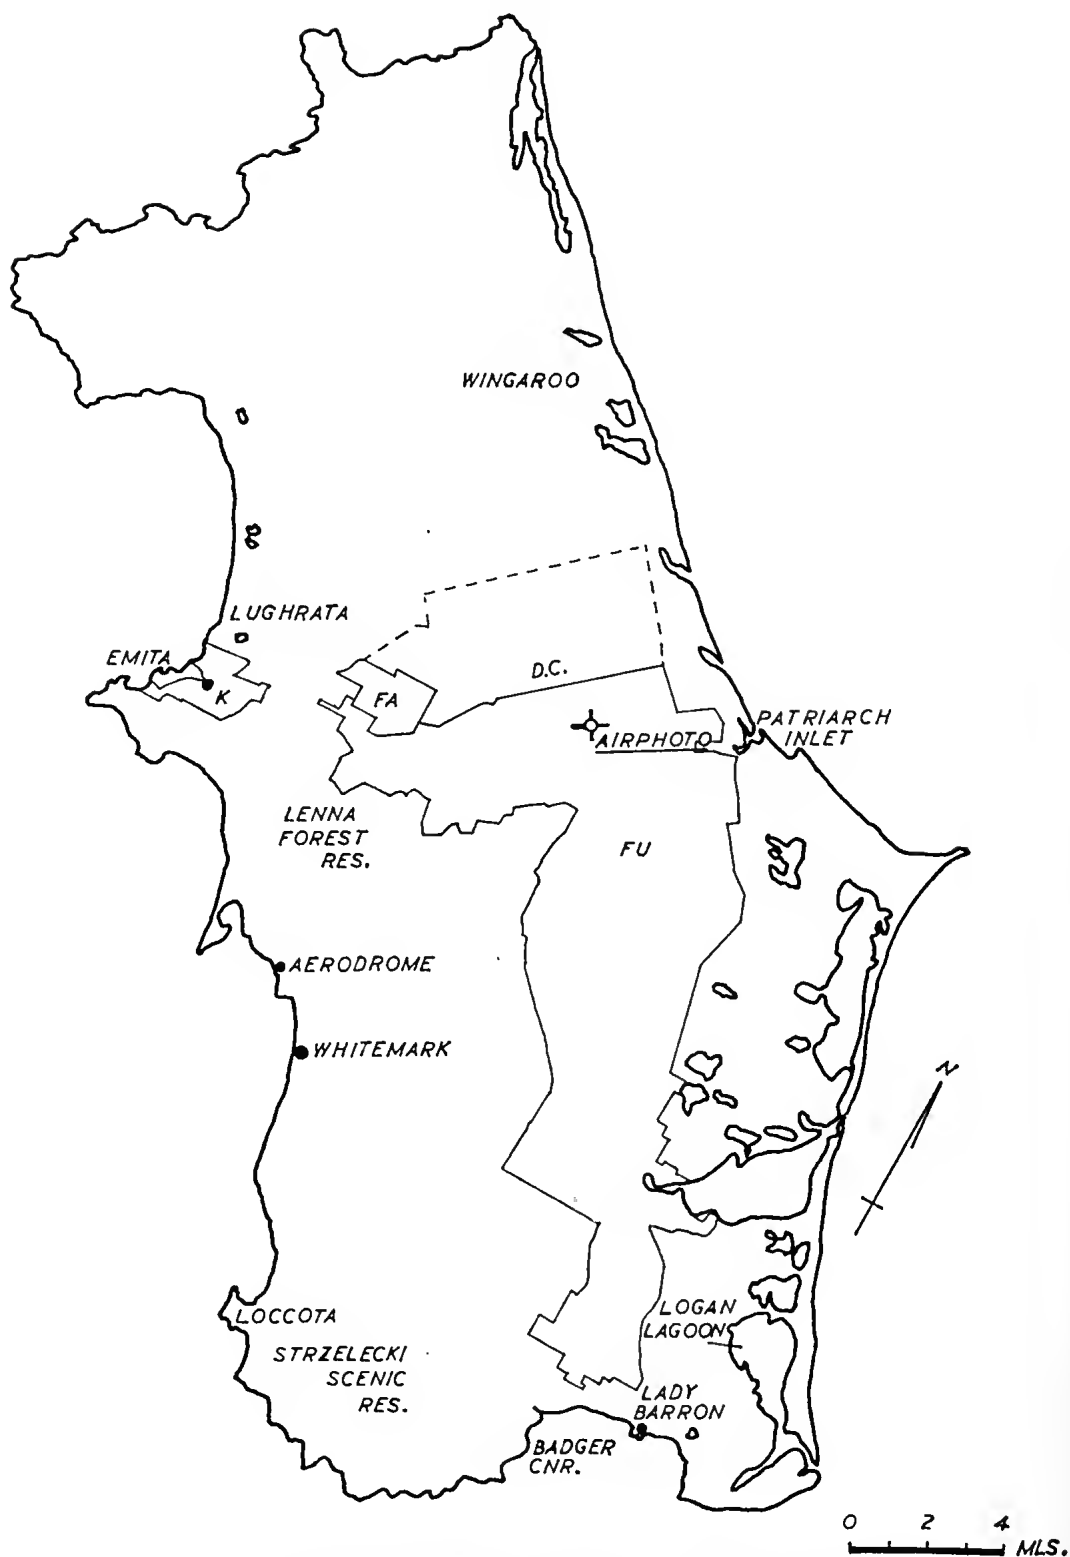 WINGAROO
LUGHRATA
EMITA
K
FA
D.C.
AIRPHOTO
PATRIARCH
INLET
LENNA
FOREST
RES.
FU
AERODROME
WHITEMARK
N
LOCCOTA
STRZELECKI
SCENIC
RES.
LOGAN
LAGOON
LADY
BARRON
BADGER
CNR.
0 2 4
MLS.